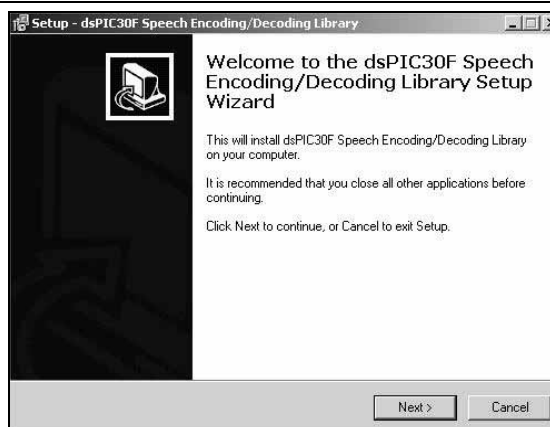 Setup - dsPIC30F Speech Encoding/Decoding Library
Welcome to the dsPIC30F Speech
Encoding/Decoding Library Setup
Wizard
This will install dsPIC30F Speech Encoding/Decoding Library
on your computer.
It is recommended that you close all other applications before
continuing.
Click Next to continue, or Cancel to exit Setup.
Next >
Cancel